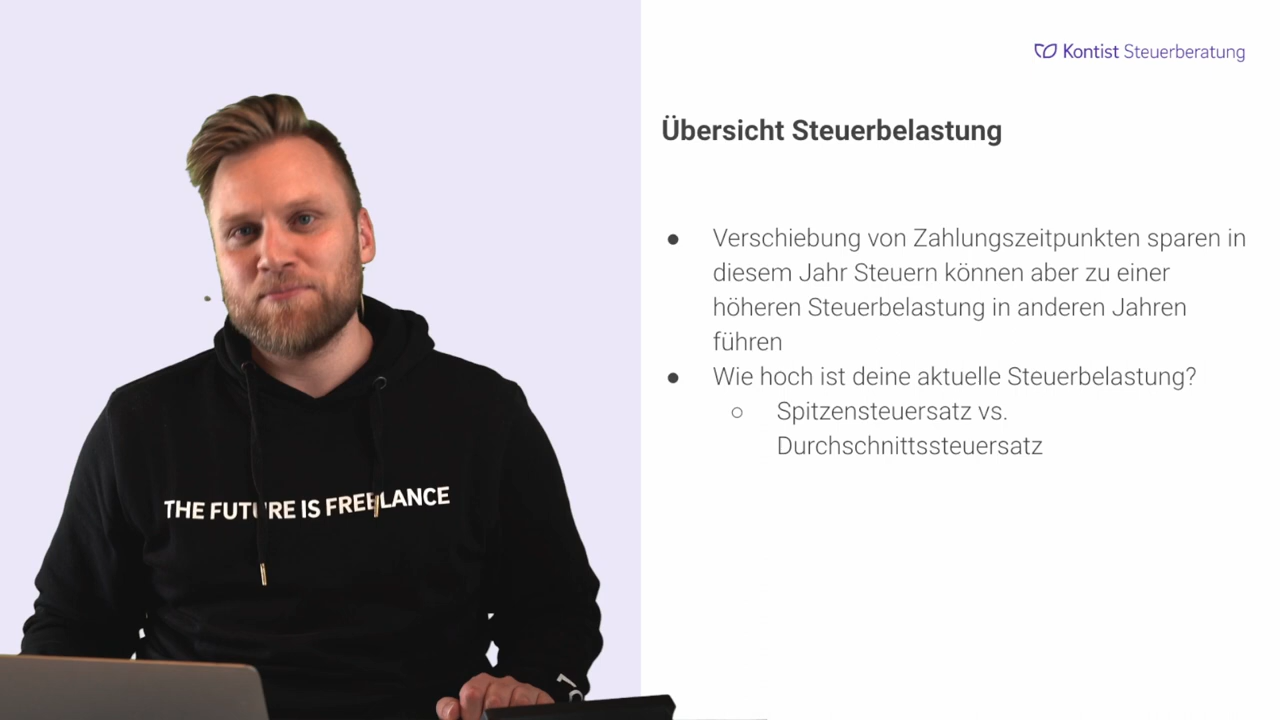 Kontist Steuerberatung
Übersicht Steuerbelastung
● Verschiebung von Zahlungszeitpunkten sparen in
diesem Jahr Steuern können aber zu einer
höheren Steuerbelastung in anderen Jahren
führen
● Wie hoch ist deine aktuelle Steuerbelastung?
○ Spitzensteuersatz vs.
Durchschnittssteuersatz
THE FUTURE IS FREELANCE